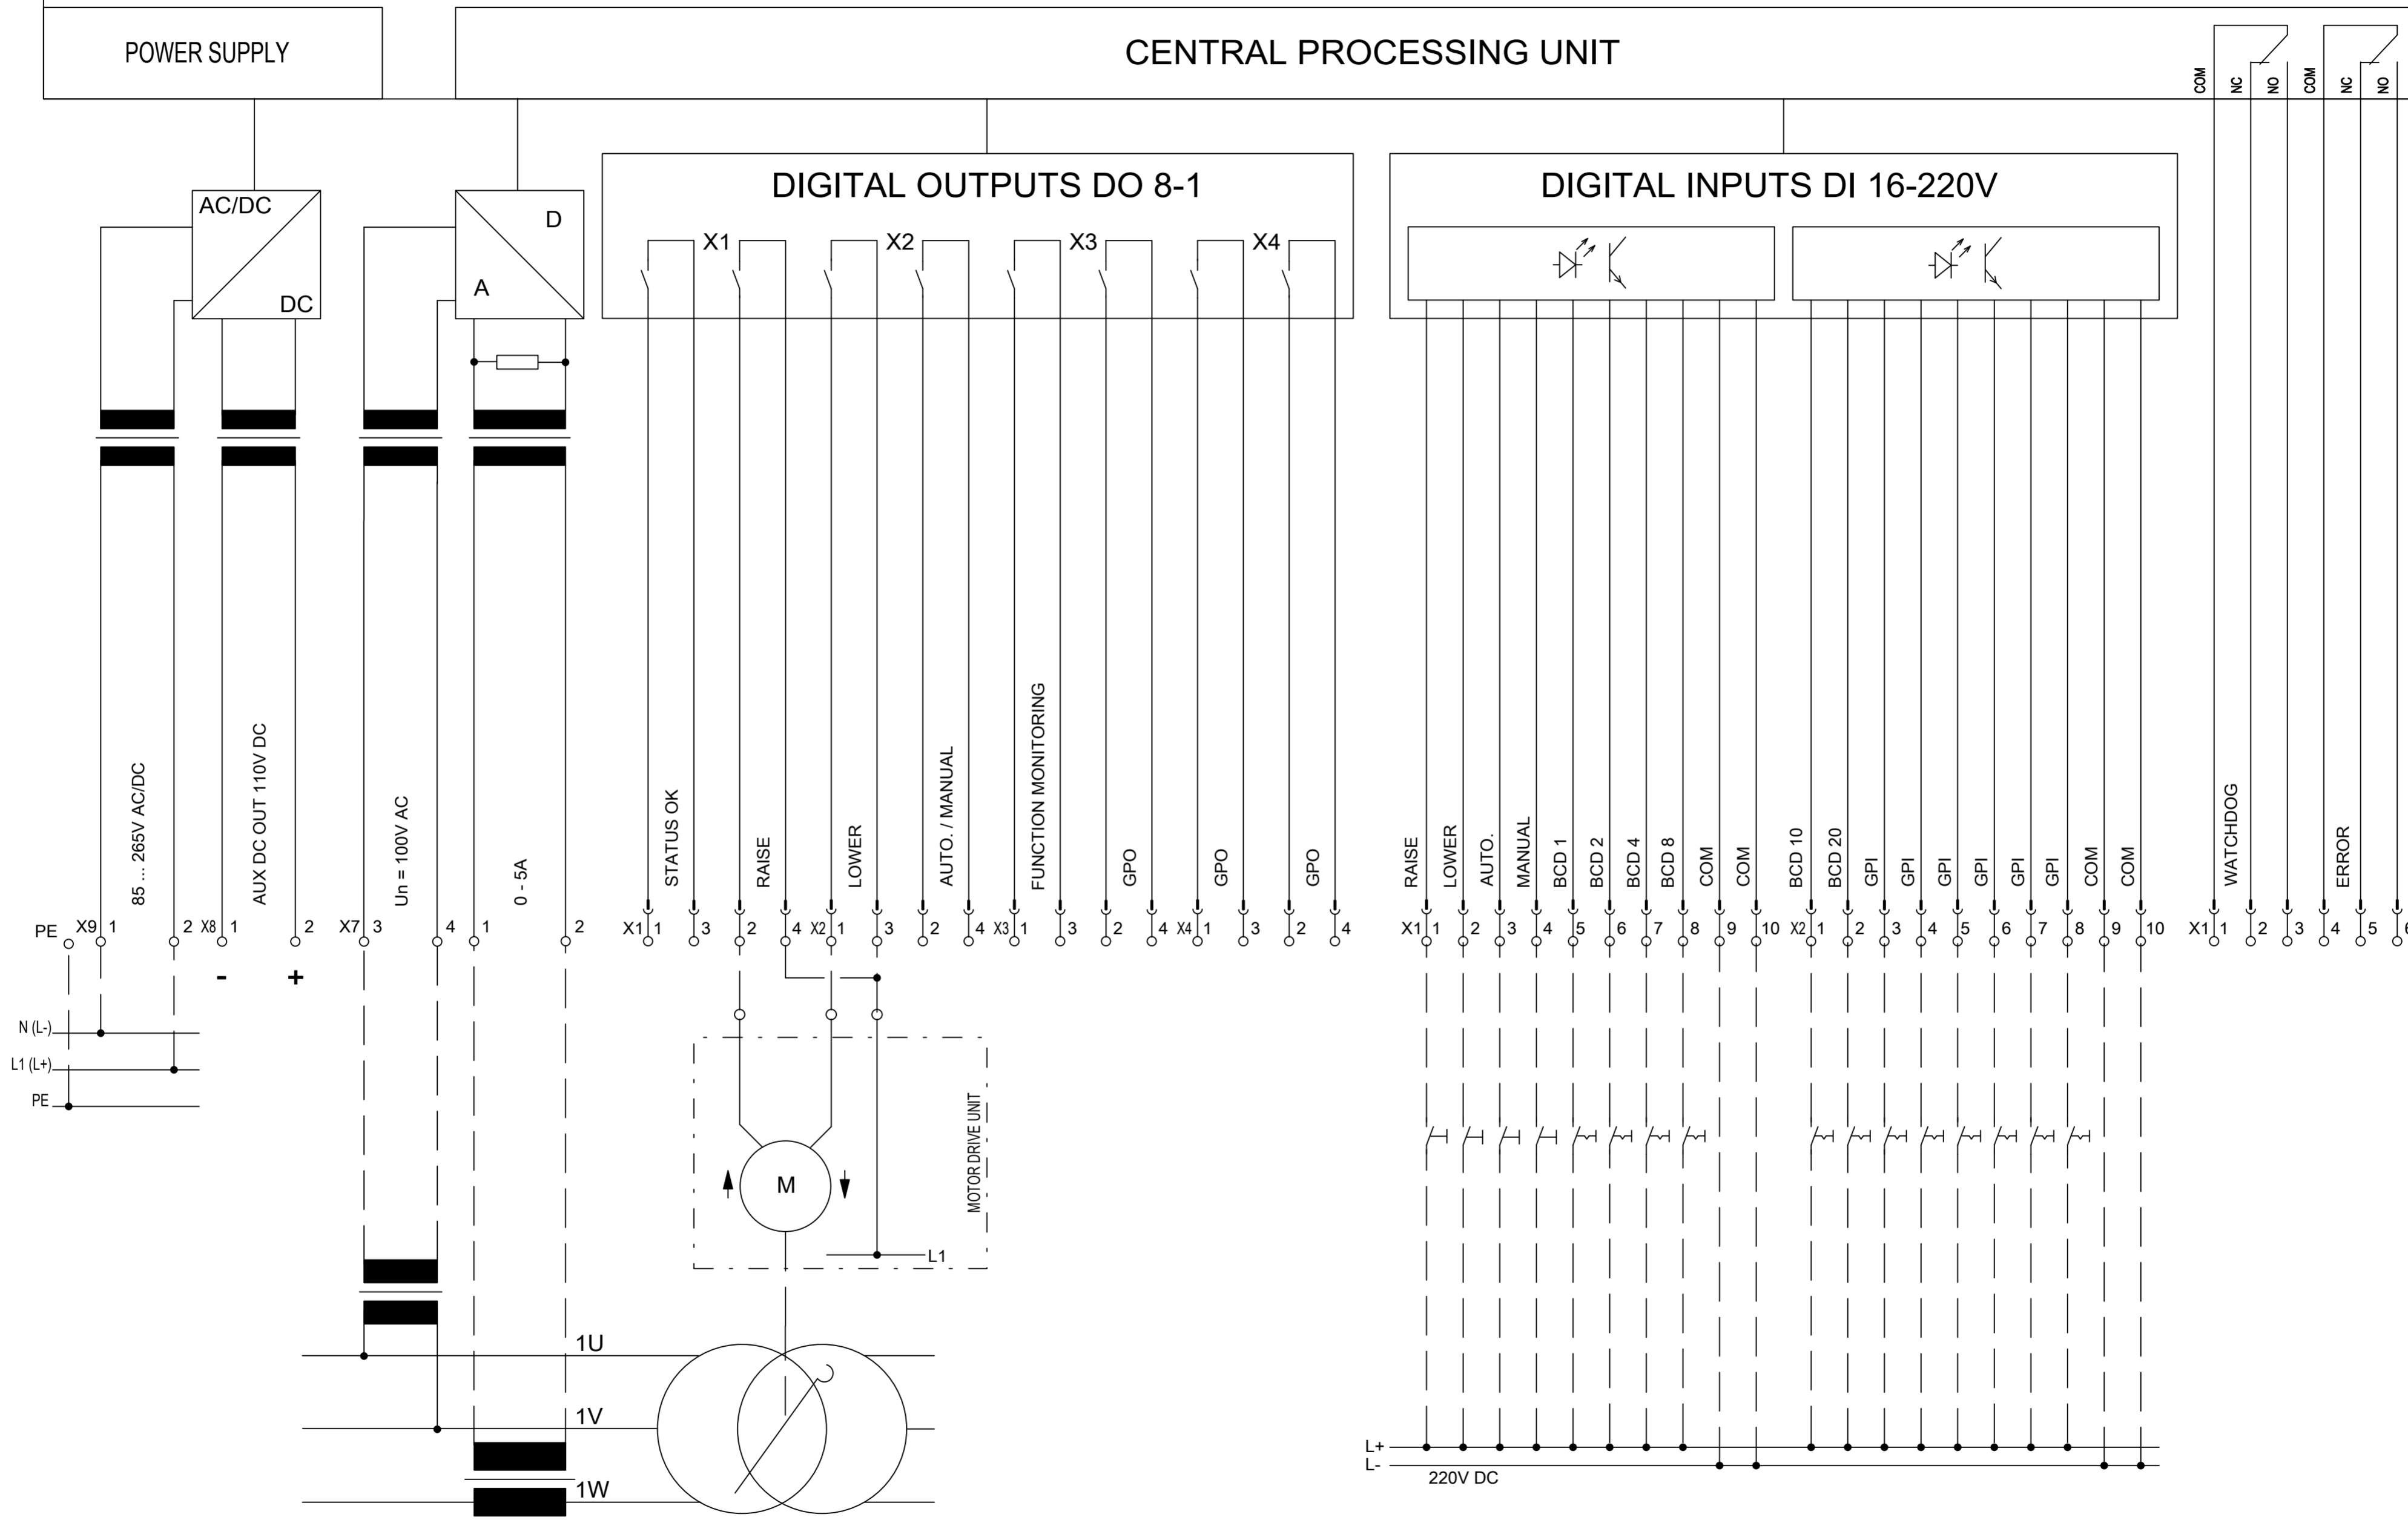 POWER SUPPLY
CENTRAL PROCESSING UNIT
COM
NC
NO
COM
NC
NO
AC/DC
DC
D
A
DIGITAL OUTPUTS DO 8-1
X1
X2
X3
X4
DIGITAL INPUTS DI 16-220V
85 ... 265V AC/DC
AUX DC OUT 110V DC
Un = 100V AC
0 - 5A
STATUS OK
RAISE
LOWER
AUTO. / MANUAL
FUNCTION MONITORING
GPO
GPO
GPO
RAISE
LOWER
AUTO.
MANUAL
BCD 1
BCD 2
BCD 4
BCD 8
COM
COM
BCD 10
BCD 20
GPI
GPI
GPI
GPI
GPI
GPI
COM
COM
WATCHDOG
ERROR
PE X9 1 2 X8 1 2 X7 3 4 1 2
X1 1 3 2 4 X2 1 3 2 4 X3 1 3 2 4 X4 1 3 2 4
X1 1 2 3 4 5 6 7 8 9 10 X2 1 2 3 4 5 6 7 8 9 10
X1 1 2 3 4 5 6
- +
N (L-)
L1 (L+)
PE
MOTOR DRIVE UNIT
M
L1
1U
1V
1W
L+
L-
220V DC